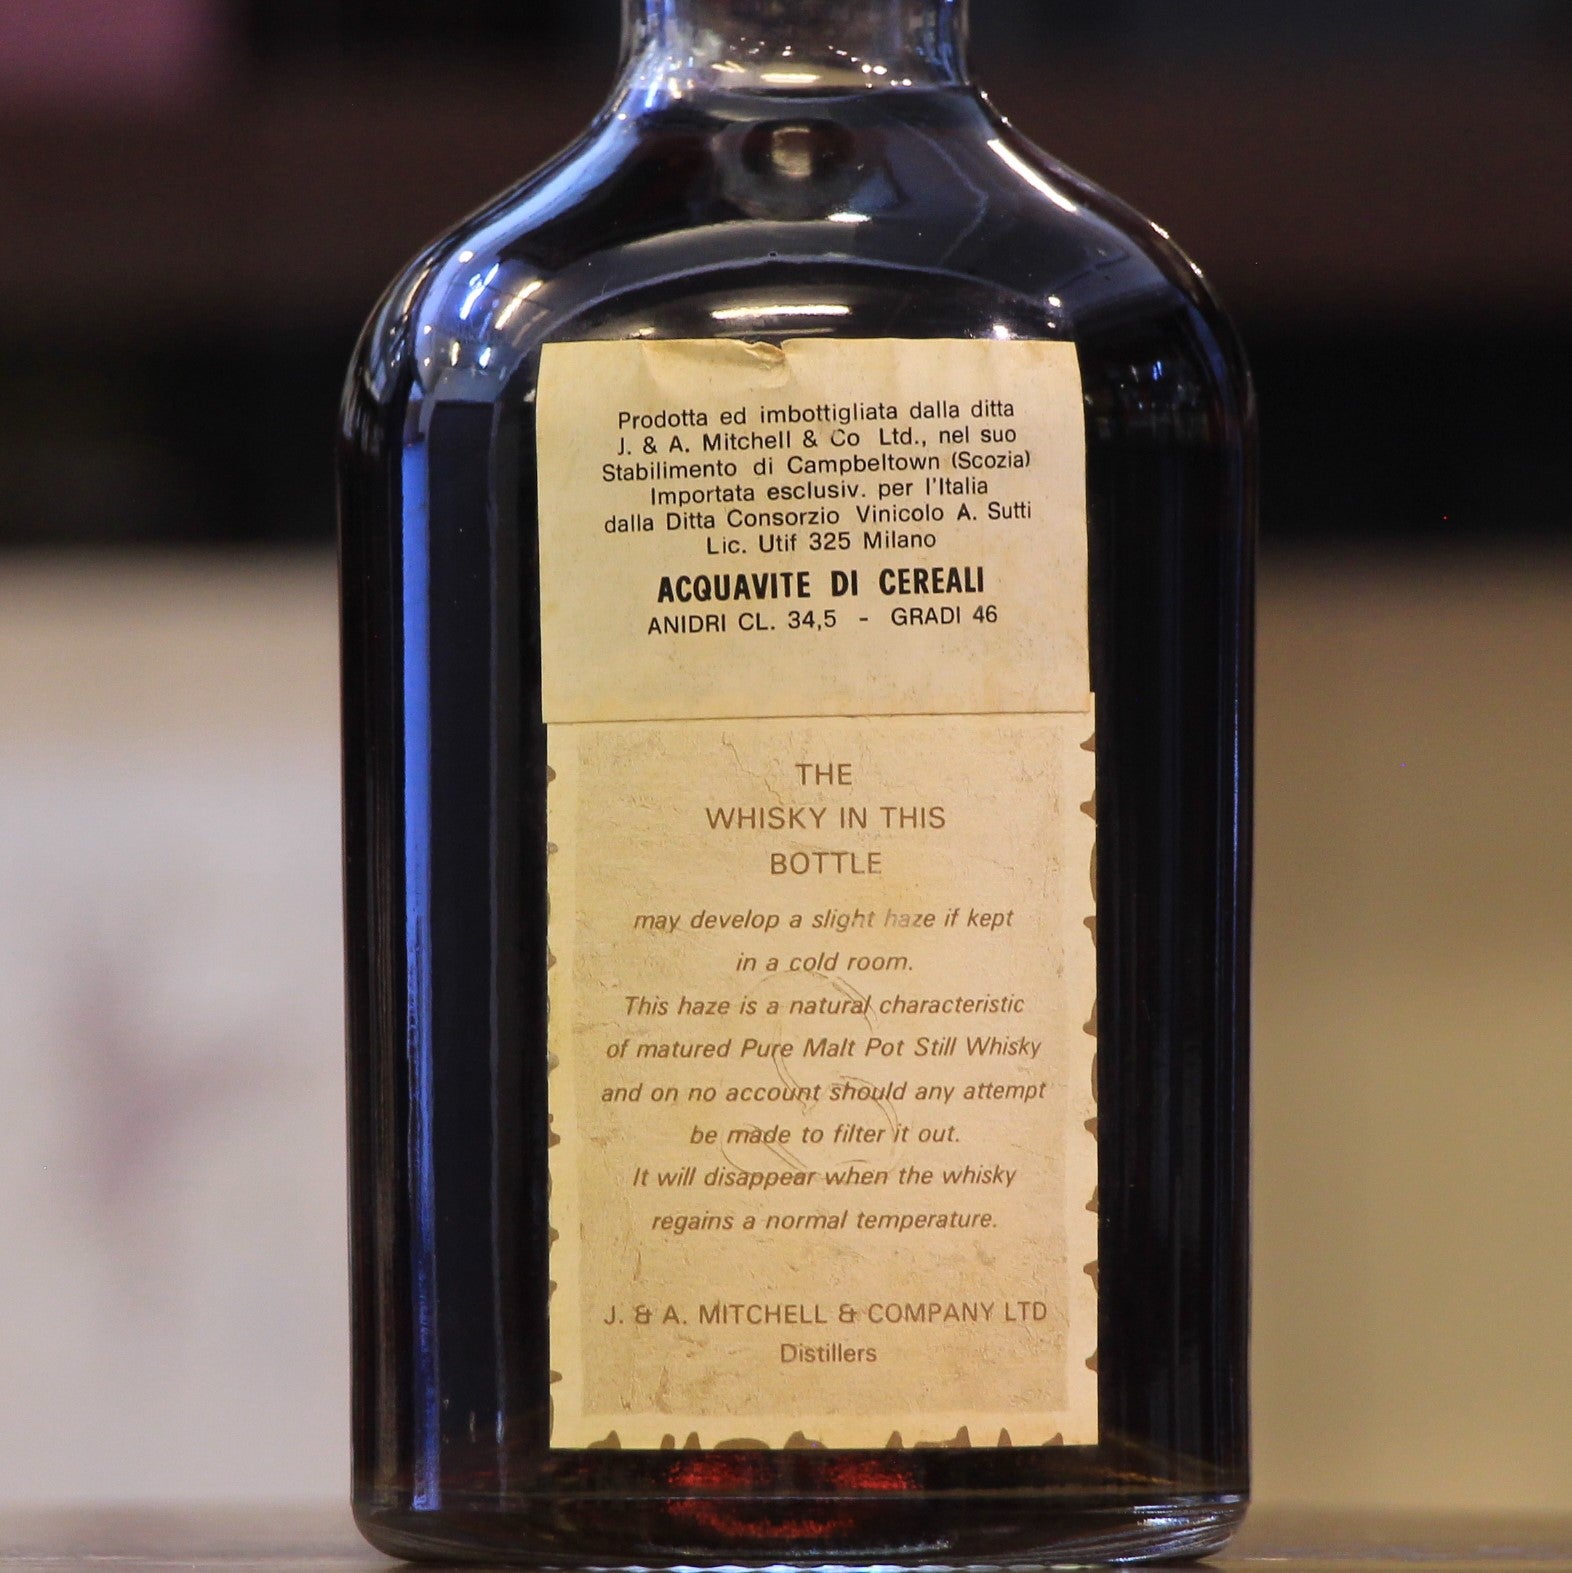 Prodotta ed imbottigliata dalla ditta
J. & A. Mitchell & Co Ltd., nel suo
Stabilimento di Campbeltown (Scozia)
Importata esclusiv. per l'Italia
dalla Ditta Consorzio Vinicolo A. Sutti
Lic. Utif 325 Milano
ACQUAVITE DI CEREALI
ANIDRI CL. 34,5 - GRADI 46
THE
WHISKY IN THIS
BOTTLE
may develop a slight haze if kept
in a cold room.
This haze is a natural characteristic
of matured Pure Malt Pot Still Whisky
and on no account should any attempt
be made to filter it out.
It will disappear when the whisky
regains a normal temperature.
J. & A. MITCHELL & COMPANY LTD
Distillers